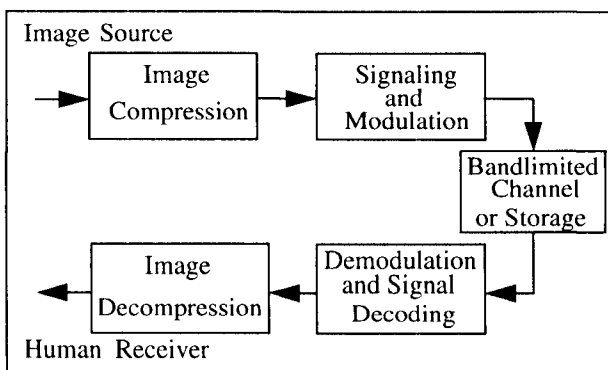 Image Source
Image
Compression
Signaling
and
Modulation
Bandlimited
Channel
or Storage
Demodulation
and Signal
Decoding
Image
Decompression
Human Receiver